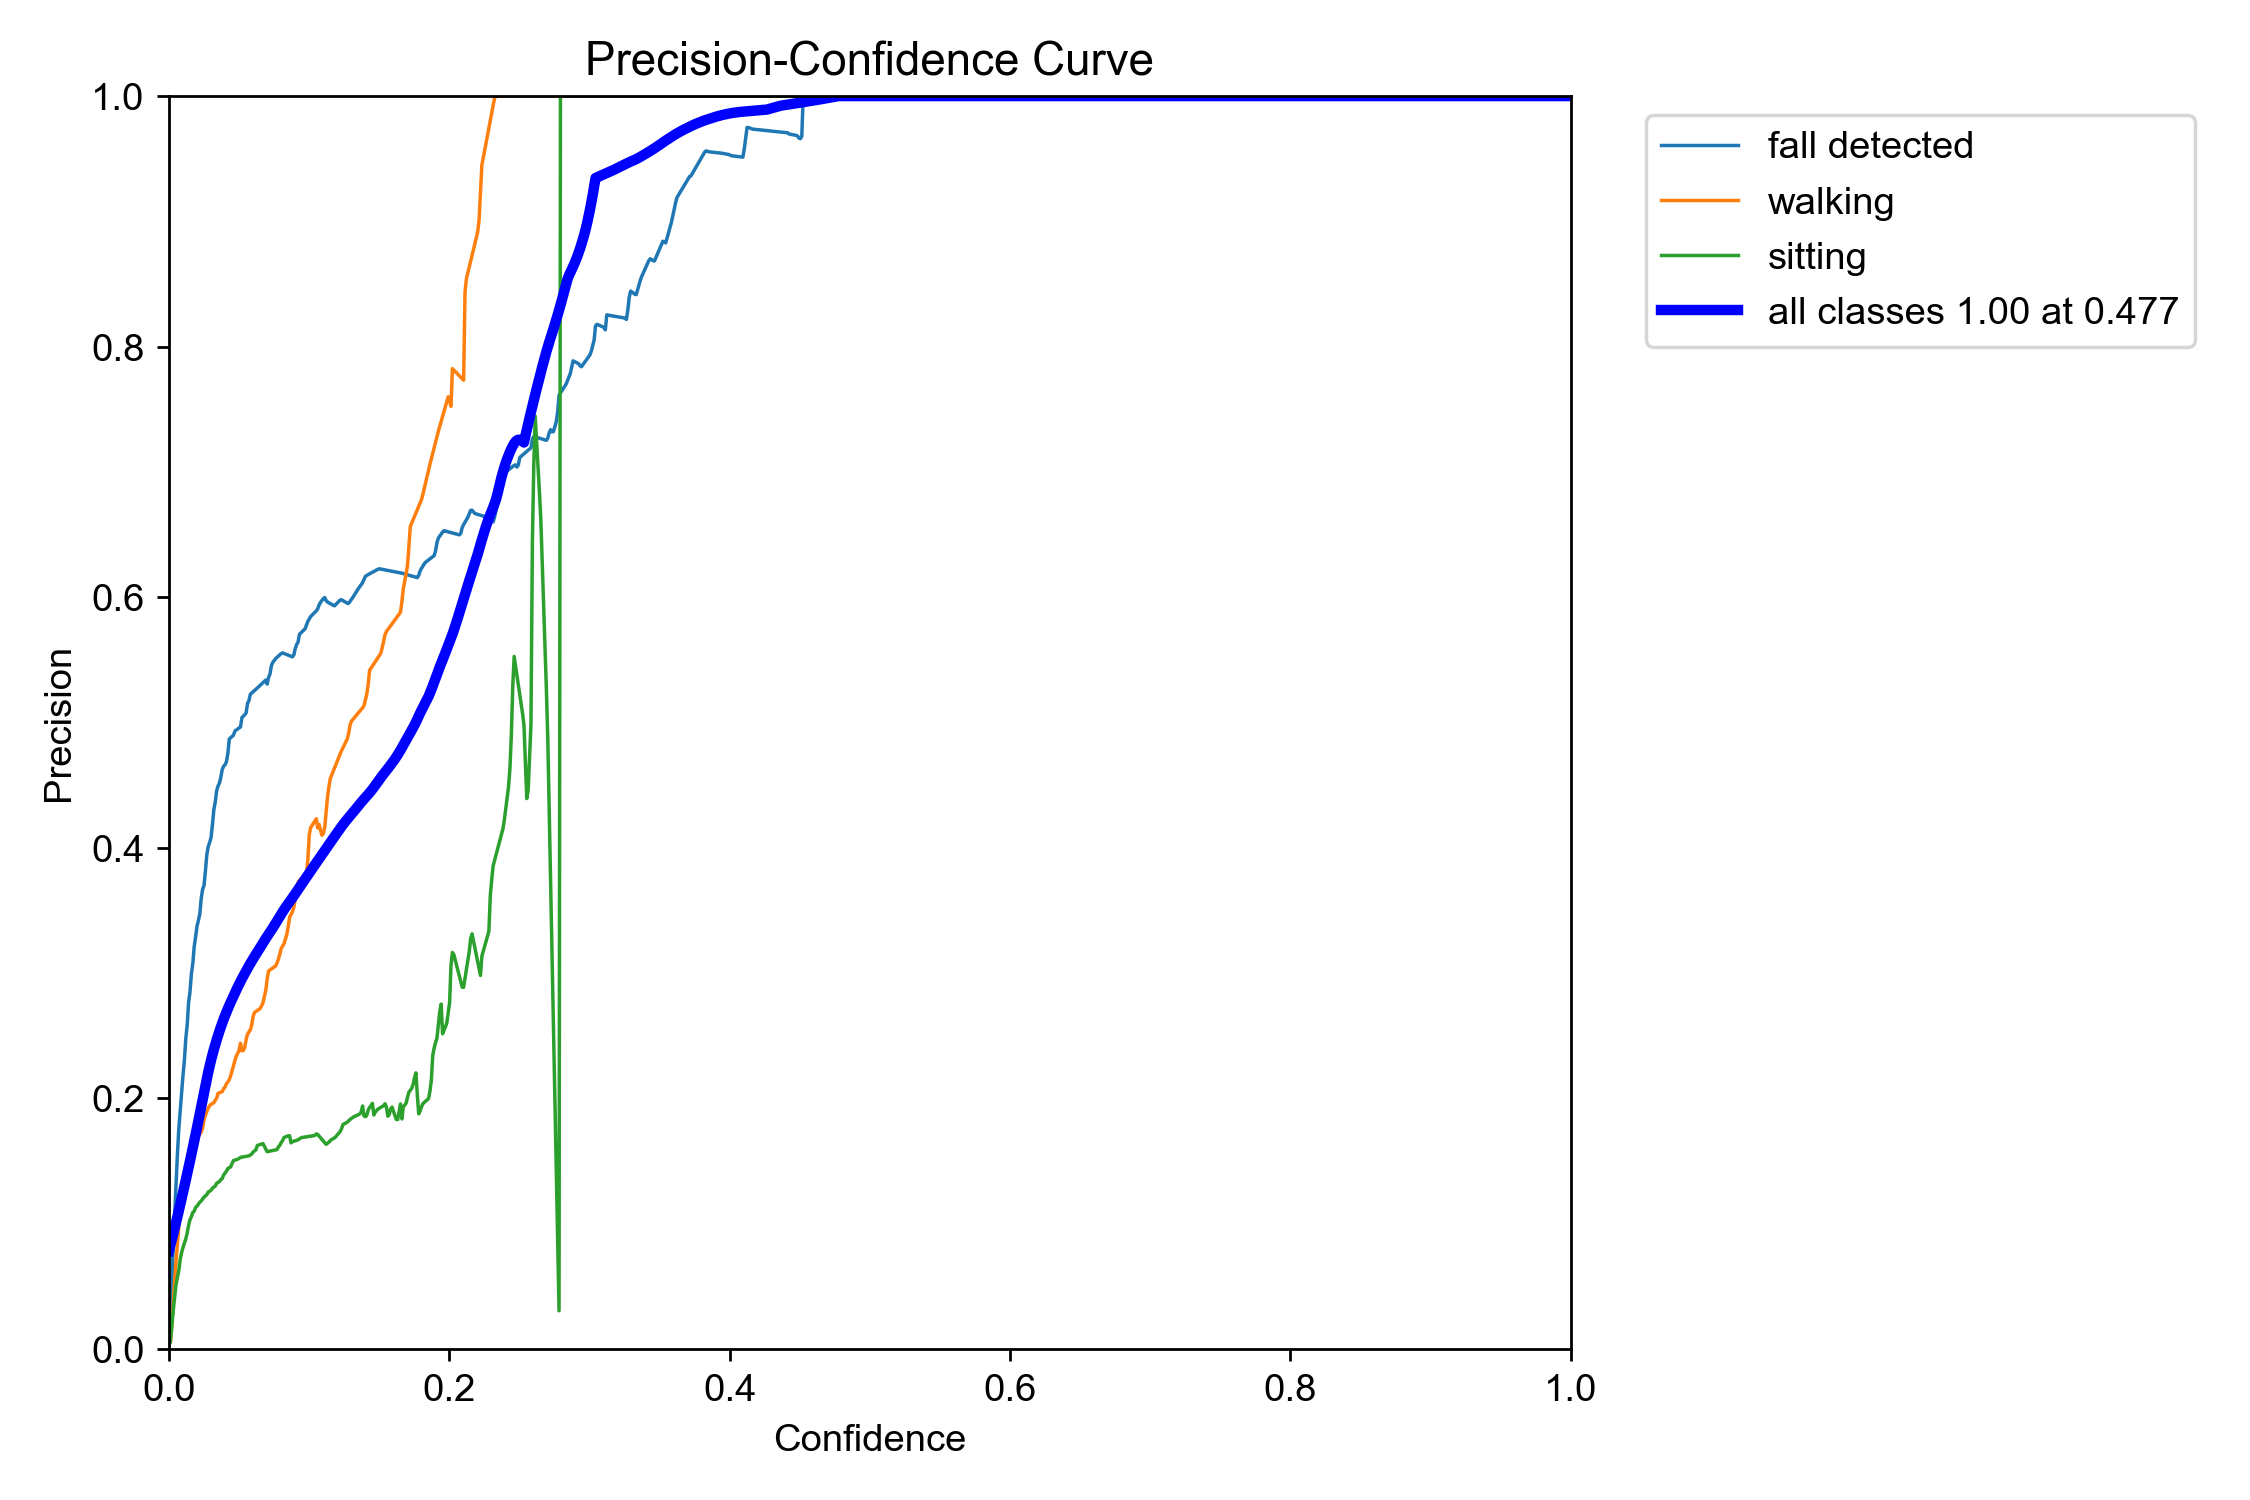 Precision-Confidence Curve
1.0
0.8
0.6
0.4
0.2
0.0
Precision
0.0 0.2 0.4 0.6 0.8 1.0
Confidence
fall detected
walking
sitting
all classes 1.00 at 0.477